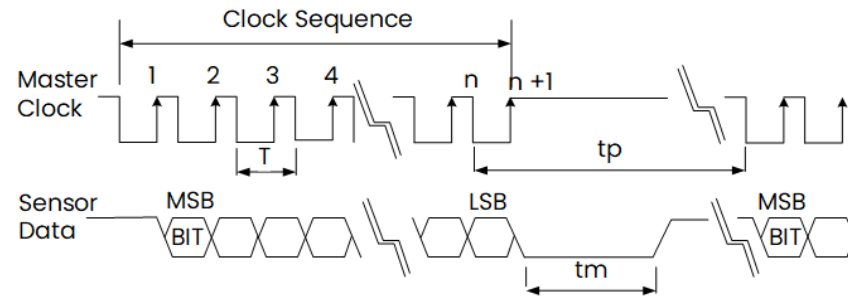 Clock Sequence
1 2 3 4 n n +1
Master
Clock
T
tp
Sensor
Data
MSB LSB MSB
BIT BIT
tm